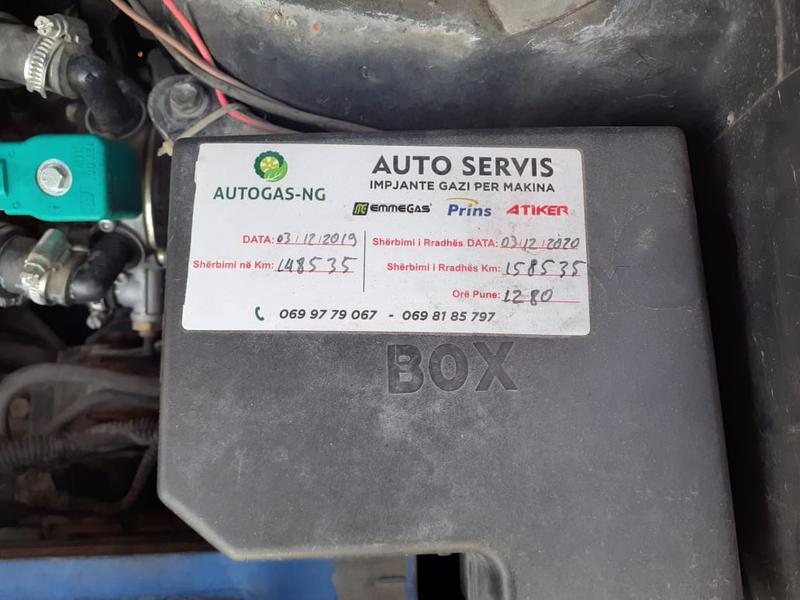 AUTOGAS-NG
AUTO SERVIS
IMPJANTE GAZI PER MAKINA
EMMEGAS Prins ATIKER
DATA: 03/12/2019
Shërbimi në Km: 148535
Shërbimi i Rradhës DATA: 03/12/2020
Shërbimi i Rradhës Km: 158535
Orë Pune: 1280
069 97 79 067 - 069 81 85 797
BOX